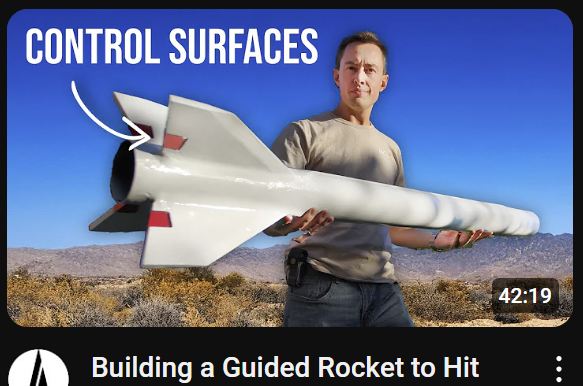 CONTROL SURFACES
42:19
Building a Guided Rocket to Hit